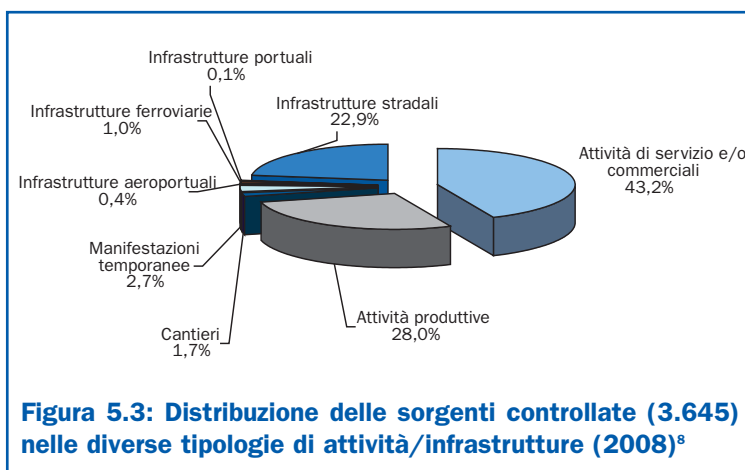 Infrastrutture portuali
0,1%
Infrastrutture ferroviarie
1,0%
Infrastrutture stradali
22,9%
Attività di servizio e/o
commerciali
43,2%
Infrastrutture aeroportuali
0,4%
Manifestazioni
temporanee
2,7%
Cantieri
1,7%
Attività produttive
28,0%
Figura 5.3: Distribuzione delle sorgenti controllate (3.645)
nelle diverse tipologie di attività/infrastrutture (2008)⁸